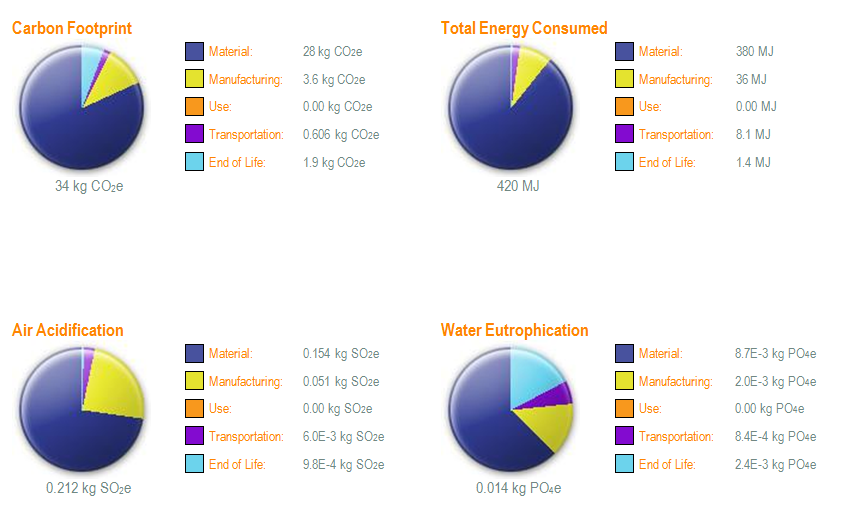 Carbon Footprint
Material: 28 kg CO2e
Manufacturing: 3.6 kg CO2e
Use: 0.00 kg CO2e
Transportation: 0.606 kg CO2e
End of Life: 1.9 kg CO2e
34 kg CO2e
Total Energy Consumed
Material: 380 MJ
Manufacturing: 36 MJ
Use: 0.00 MJ
Transportation: 8.1 MJ
End of Life: 1.4 MJ
420 MJ
Air Acidification
Material: 0.154 kg SO2e
Manufacturing: 0.051 kg SO2e
Use: 0.00 kg SO2e
Transportation: 6.0E-3 kg SO2e
End of Life: 9.8E-4 kg SO2e
0.212 kg SO2e
Water Eutrophication
Material: 8.7E-3 kg PO4e
Manufacturing: 2.0E-3 kg PO4e
Use: 0.00 kg PO4e
Transportation: 8.4E-4 kg PO4e
End of Life: 2.4E-3 kg PO4e
0.014 kg PO4e